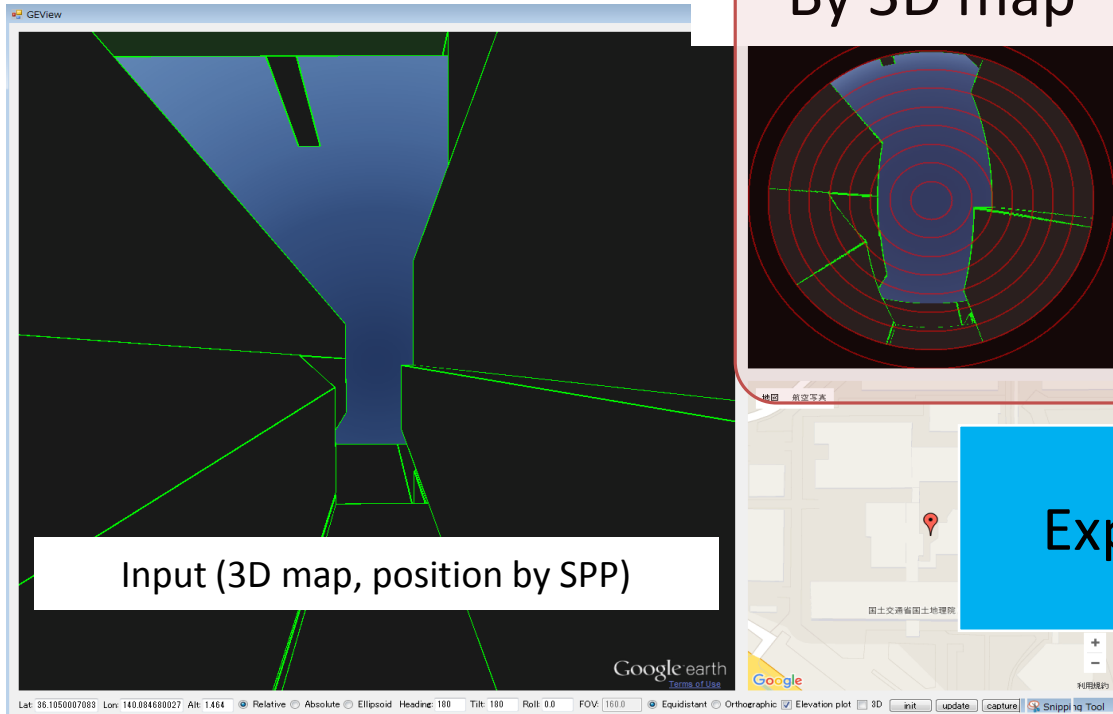 GEView
By 3D map
地図 航空写真
Exp
Input (3D map, position by SPP)
国土交通省国土地理院
+
−
Google earth
Terms of Use
Google
利用規約
Lat: 36.1050007083 Lon: 140.084680027 Alt: 1.464 Relative Absolute Ellipsoid Heading: 180 Tilt: 180 Roll: 0.0 FOV: 160.0 Equidistant Orthographic Elevation plot 3D init update capture Snipping Tool